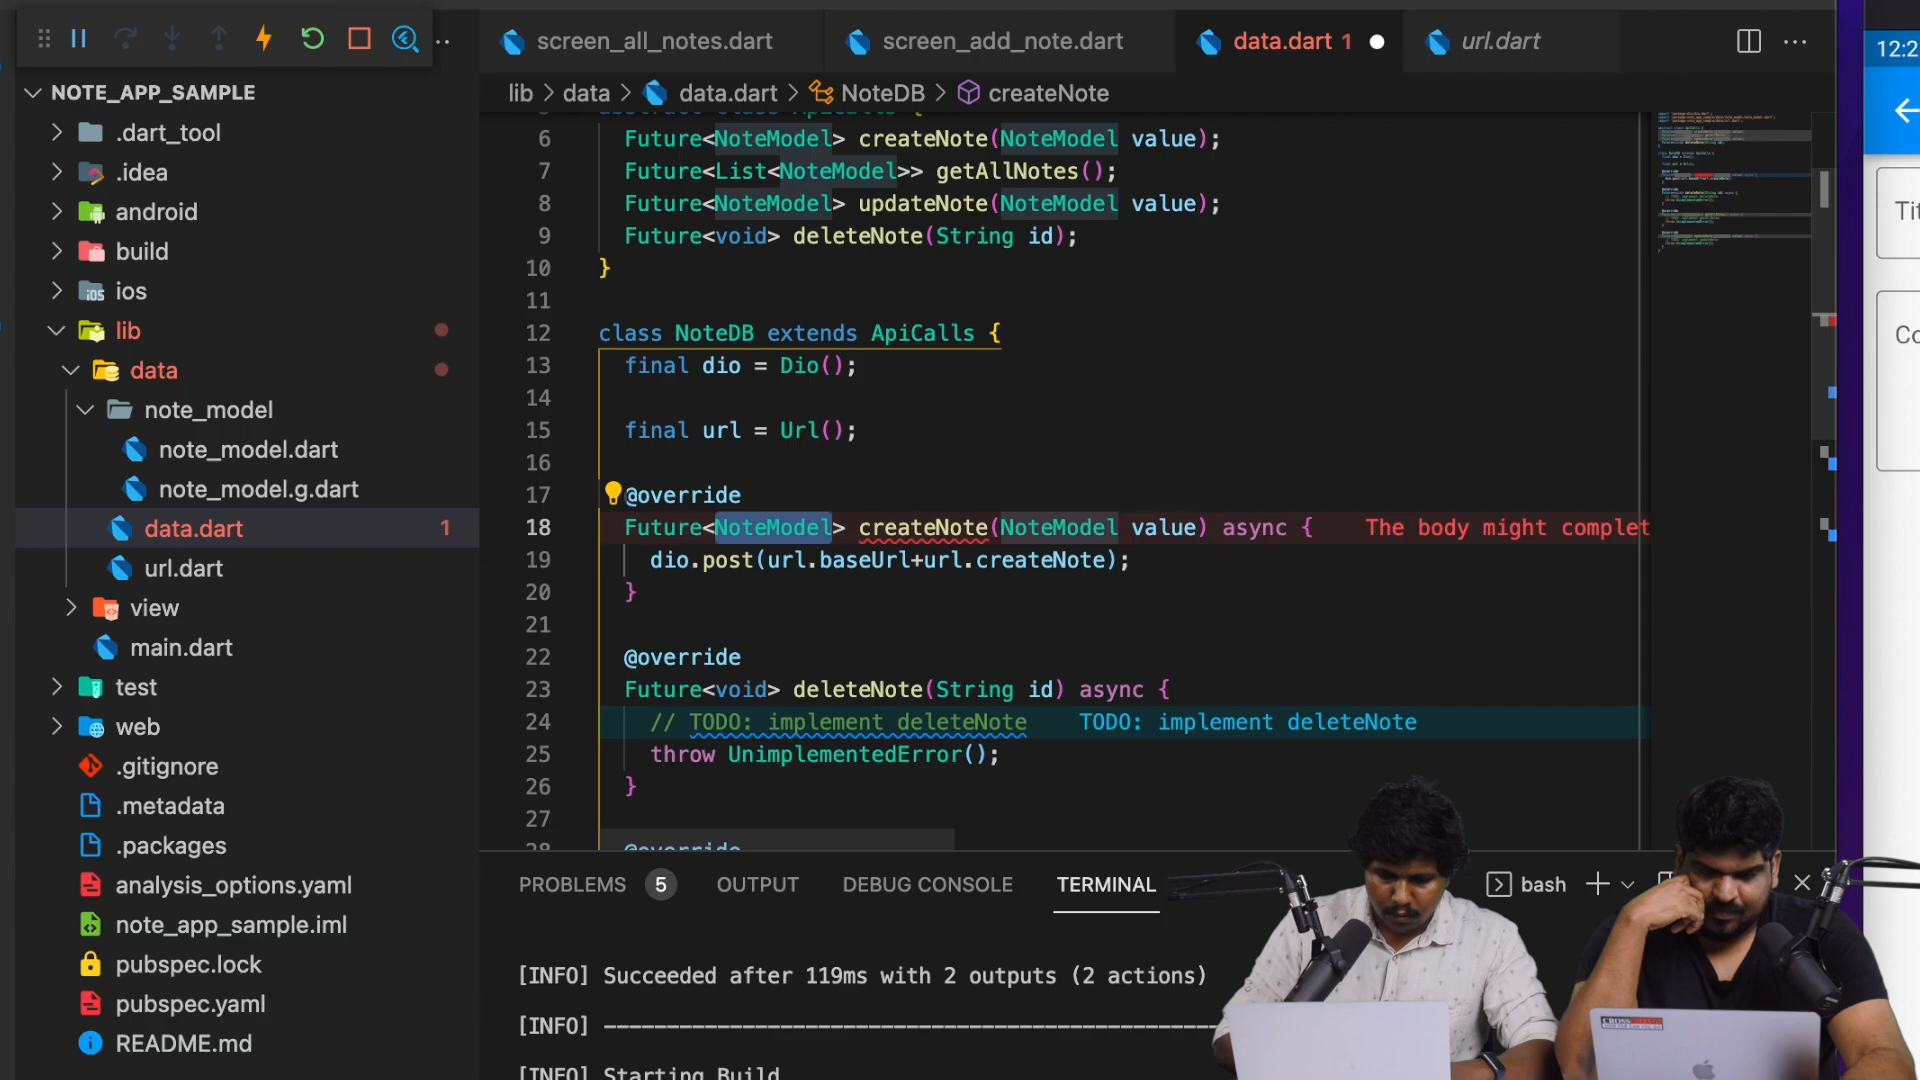 screen_all_notes.dart
screen_add_note.dart
data.dart 1
url.dart
12:2
NOTE_APP_SAMPLE
.dart_tool
.idea
android
build
ios
lib
data
note_model
note_model.dart
note_model.g.dart
data.dart 1
url.dart
view
main.dart
test
web
.gitignore
.metadata
.packages
analysis_options.yaml
note_app_sample.iml
pubspec.lock
pubspec.yaml
README.md
lib > data > data.dart > NoteDB > createNote
6 Future<NoteModel> createNote(NoteModel value);
7 Future<List<NoteModel>> getAllNotes();
8 Future<NoteModel> updateNote(NoteModel value);
9 Future<void> deleteNote(String id);
10 }
11
12 class NoteDB extends ApiCalls {
13 final dio = Dio();
14
15 final url = Url();
16
17 @override
18 Future<NoteModel> createNote(NoteModel value) async { The body might complet
19 dio.post(url.baseUrl+url.createNote);
20 }
21
22 @override
23 Future<void> deleteNote(String id) async {
24 // TODO: implement deleteNote TODO: implement deleteNote
25 throw UnimplementedError();
26 }
27
28 @override
Tit
Co
PROBLEMS 5 OUTPUT DEBUG CONSOLE TERMINAL bash
[INFO] Succeeded after 119ms with 2 outputs (2 actions)
[INFO] ------------------------------------------------
[INFO] Starting Build